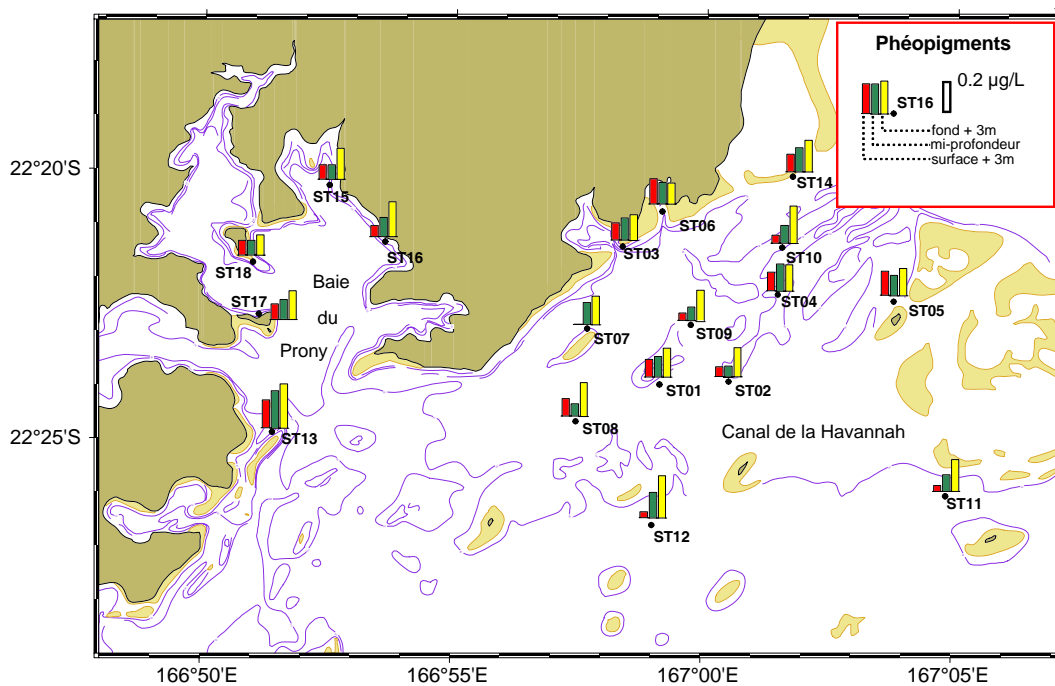 Phéopigments
0.2 µg/L
ST16
fond + 3m
mi-profondeur
surface + 3m
22°20'S
22°25'S
ST15
ST14
ST06
ST03
ST16
ST10
ST18
Baie
ST04
ST17
ST05
du
ST07
ST09
Prony
ST01
ST02
ST08
ST13
Canal de la Havannah
ST11
ST12
166°50'E
166°55'E
167°00'E
167°05'E